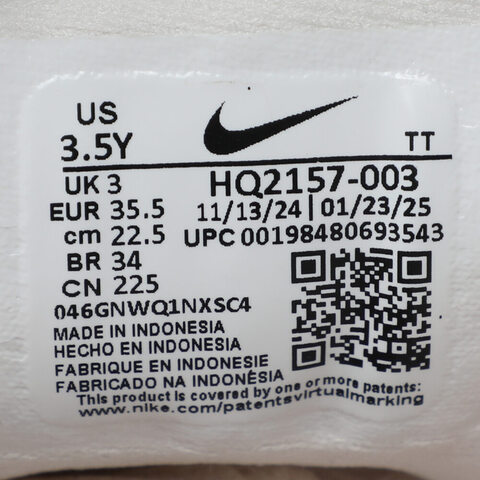 US
3.5Y
TT
UK 3
HQ2157-003
EUR 35.5
11/13/24 | 01/23/25
cm 22.5
UPC 00198480693543
BR 34
CN 225
046GNWQ1NXSC4
MADE IN INDONESIA
HECHO EN INDONESIA
FABRIQUE EN INDONESIE
FABRICADO NA INDONÉSIA
This product is covered by one or more patents:
www.nike.com/patentsvirtualmarking